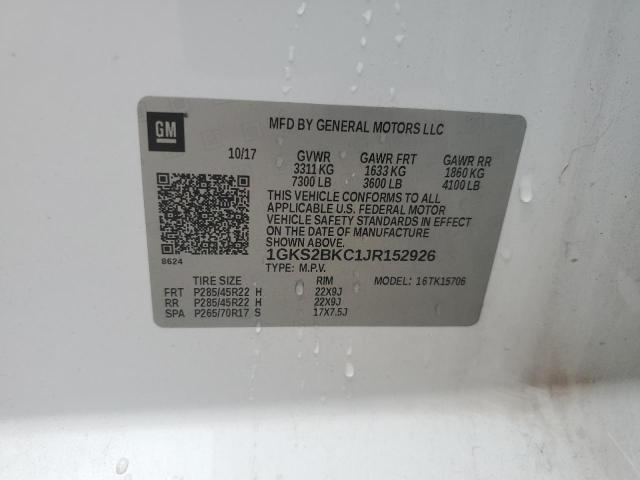 GM
MFD BY GENERAL MOTORS LLC
10/17 GVWR GAWR FRT GAWR RR
3311 KG 1633 KG 1860 KG
7300 LB 3600 LB 4100 LB
THIS VEHICLE CONFORMS TO ALL
APPLICABLE U.S. FEDERAL MOTOR
VEHICLE SAFETY STANDARDS IN EFFECT
ON THE DATE OF MANUFACTURE
SHOWN ABOVE.
8624
1GKS2BKC1JR152926
TYPE: M.P.V. MODEL: 16TK15706
TIRE SIZE RIM
FRT P285/45R22 H 22X9J
RR P285/45R22 H 22X9J
SPA P265/70R17 S 17X7.5J